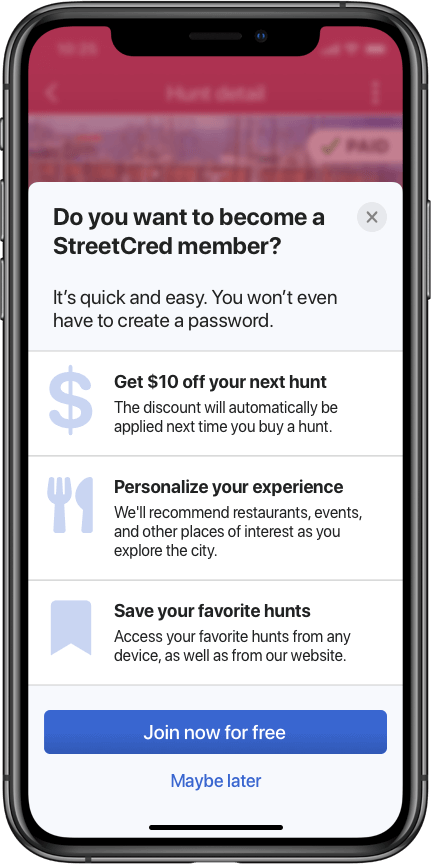 Hunt detail
PAID
Do you want to become a
StreetCred member?
It’s quick and easy. You won’t even
have to create a password.
Get $10 off your next hunt
The discount will automatically be
applied next time you buy a hunt.
Personalize your experience
We'll recommend restaurants, events,
and other places of interest as you
explore the city.
Save your favorite hunts
Access your favorite hunts from any
device, as well as from our website.
Join now for free
Maybe later